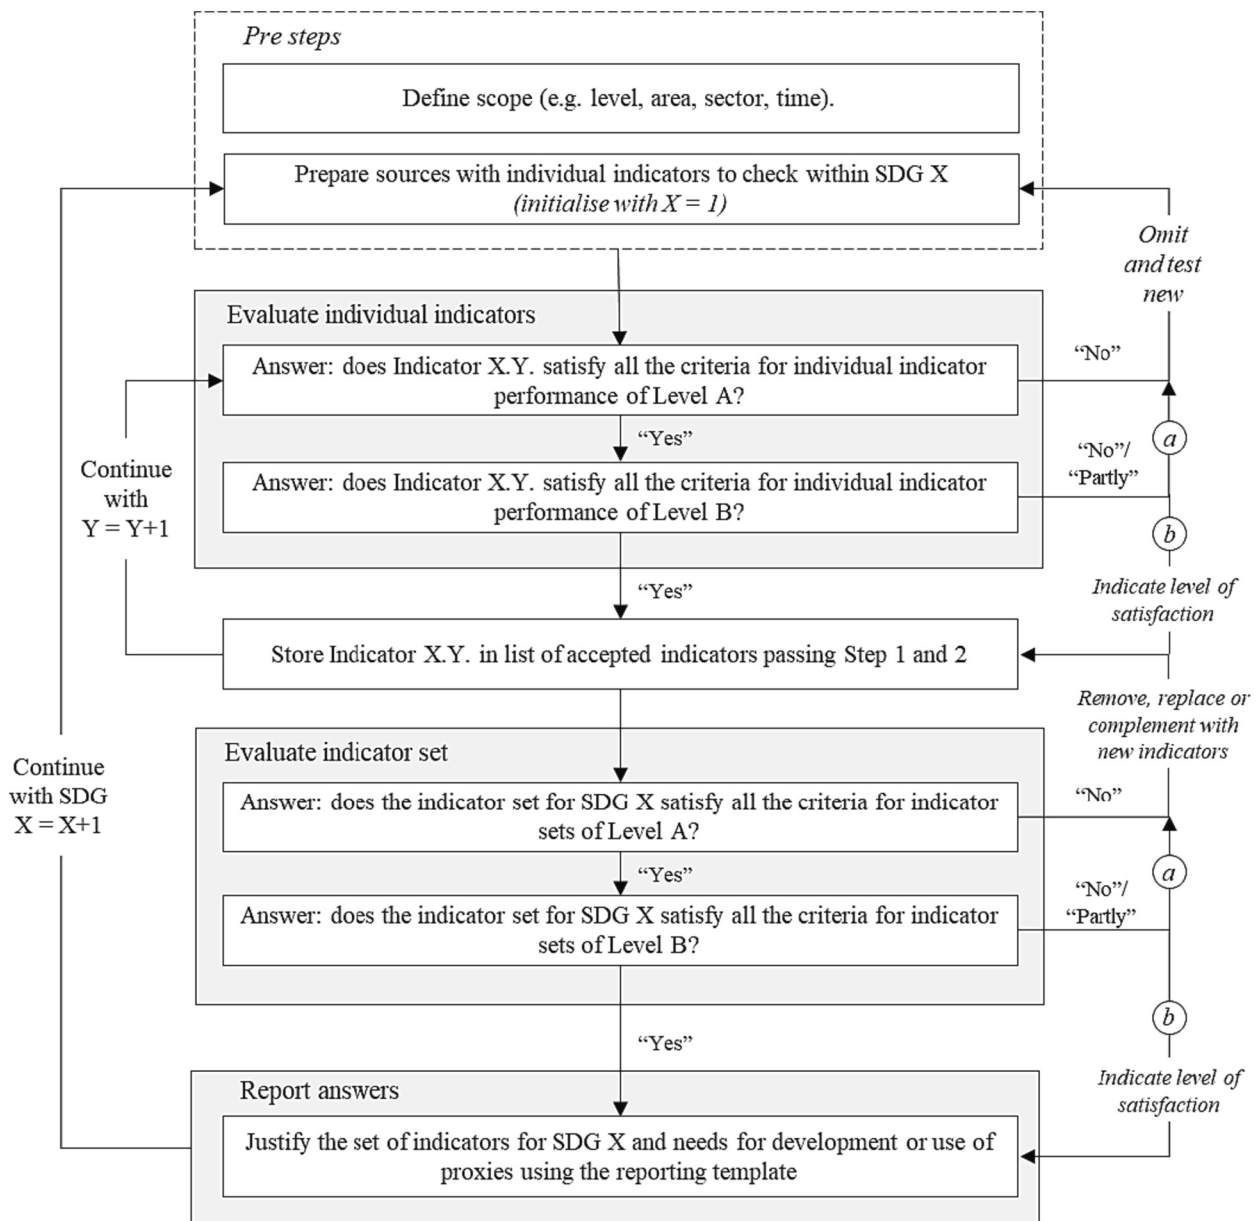 Pre steps
Define scope (e.g. level, area, sector, time).
Prepare sources with individual indicators to check within SDG X
(initialise with X = 1)
Omit
and test
new
Evaluate individual indicators
Answer: does Indicator X.Y. satisfy all the criteria for individual indicator
performance of Level A?
“No”
“Yes”
a
“No”/
“Partly”
Continue
with
Y = Y+1
Answer: does Indicator X.Y. satisfy all the criteria for individual indicator
performance of Level B?
b
“Yes”
Indicate level of
satisfaction
Store Indicator X.Y. in list of accepted indicators passing Step 1 and 2
Remove, replace or
complement with
new indicators
Evaluate indicator set
Continue
with SDG
X = X+1
Answer: does the indicator set for SDG X satisfy all the criteria for indicator
sets of Level A?
“No”
“Yes”
a
“No”/
“Partly”
Answer: does the indicator set for SDG X satisfy all the criteria for indicator
sets of Level B?
b
“Yes”
Indicate level of
satisfaction
Report answers
Justify the set of indicators for SDG X and needs for development or use of
proxies using the reporting template